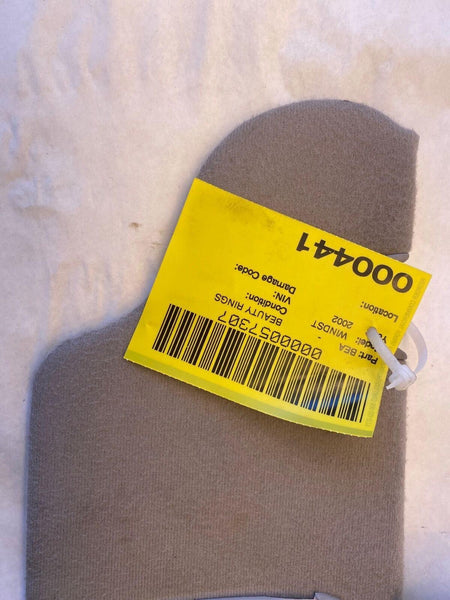 0000057307
Part: BEA - BEAUTY RINGS
Model: WINDST
2002
Condition:
VIN:
Damage Code:
Location:
000441